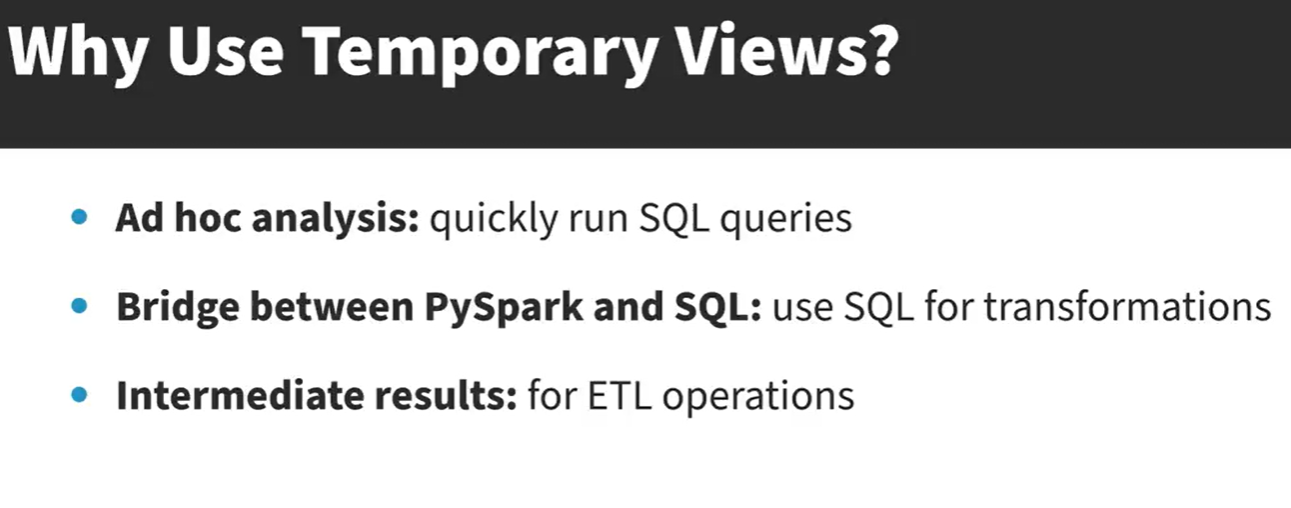 Why Use Temporary Views?
• Ad hoc analysis: quickly run SQL queries
• Bridge between PySpark and SQL: use SQL for transformations
• Intermediate results: for ETL operations